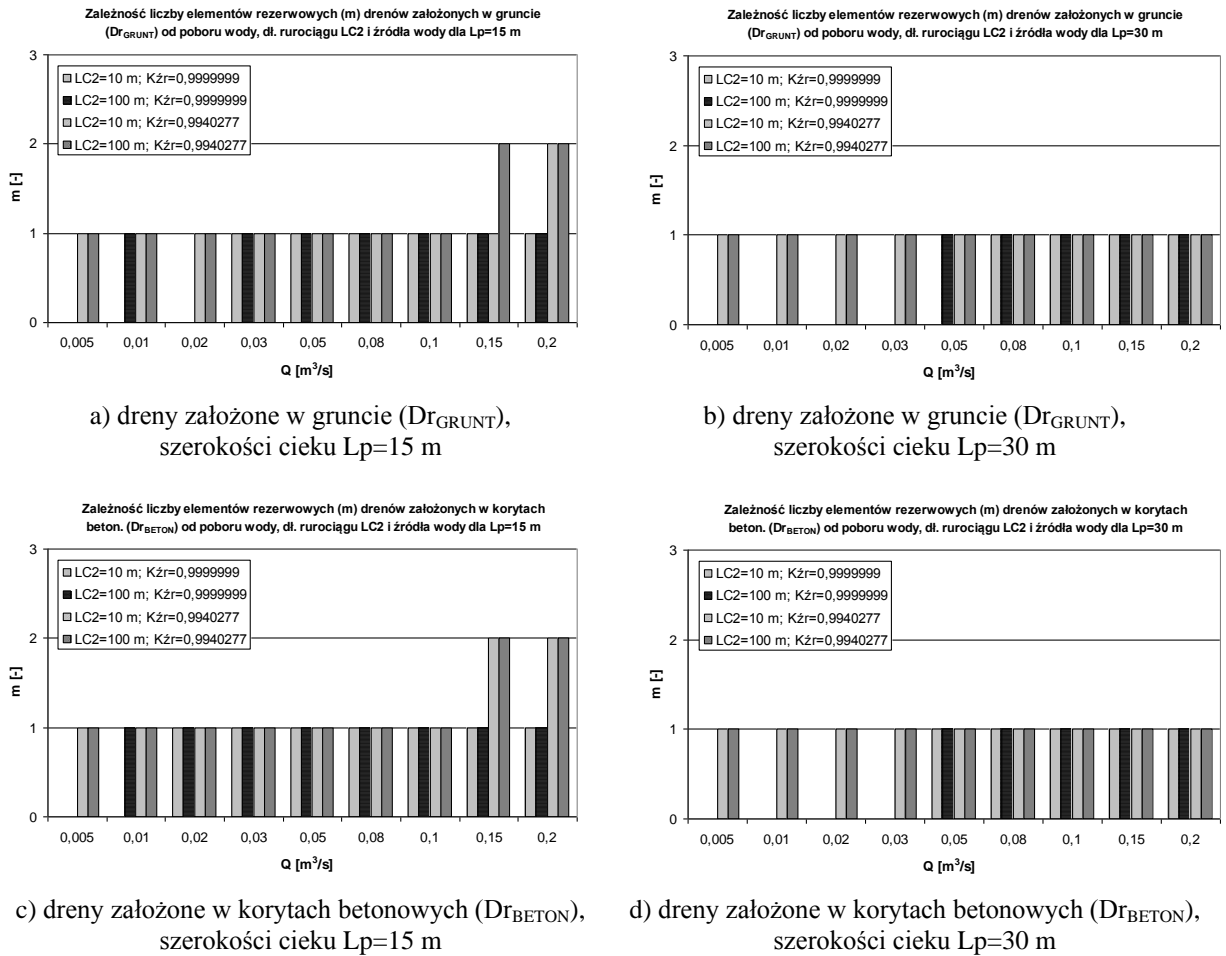 Zależność liczby elementów rezerwowych (m) drenów założonych w gruncie
(DrGRUNT) od poboru wody, dł. rurociągu LC2 i źródła wody dla Lp=15 m
3
2
1
0
m [-]
LC2=10 m; Kźr=0,9999999
LC2=100 m; Kźr=0,9999999
LC2=10 m; Kźr=0,9940277
LC2=100 m; Kźr=0,9940277
0,005 0,01 0,02 0,03 0,05 0,08 0,1 0,15 0,2
Q [m³/s]
a) dreny założone w gruncie (DrGRUNT),
szerokości cieku Lp=15 m
Zależność liczby elementów rezerwowych (m) drenów założonych w gruncie
(DrGRUNT) od poboru wody, dł. rurociągu LC2 i źródła wody dla Lp=30 m
3
2
1
0
m [-]
LC2=10 m; Kźr=0,9999999
LC2=100 m; Kźr=0,9999999
LC2=10 m; Kźr=0,9940277
LC2=100 m; Kźr=0,9940277
0,005 0,01 0,02 0,03 0,05 0,08 0,1 0,15 0,2
Q [m³/s]
b) dreny założone w gruncie (DrGRUNT),
szerokości cieku Lp=30 m
Zależność liczby elementów rezerwowych (m) drenów założonych w korytach
beton. (DrBETON) od poboru wody, dł. rurociągu LC2 i źródła wody dla Lp=15 m
3
2
1
0
m [-]
LC2=10 m; Kźr=0,9999999
LC2=100 m; Kźr=0,9999999
LC2=10 m; Kźr=0,9940277
LC2=100 m; Kźr=0,9940277
0,005 0,01 0,02 0,03 0,05 0,08 0,1 0,15 0,2
Q [m³/s]
c) dreny założone w korytach betonowych (DrBETON),
szerokości cieku Lp=15 m
Zależność liczby elementów rezerwowych (m) drenów założonych w korytach
beton. (DrBETON) od poboru wody, dł. rurociągu LC2 i źródła wody dla Lp=30 m
3
2
1
0
m [-]
LC2=10 m; Kźr=0,9999999
LC2=100 m; Kźr=0,9999999
LC2=10 m; Kźr=0,9940277
LC2=100 m; Kźr=0,9940277
0,005 0,01 0,02 0,03 0,05 0,08 0,1 0,15 0,2
Q [m³/s]
d) dreny założone w korytach betonowych (DrBETON),
szerokości cieku Lp=30 m